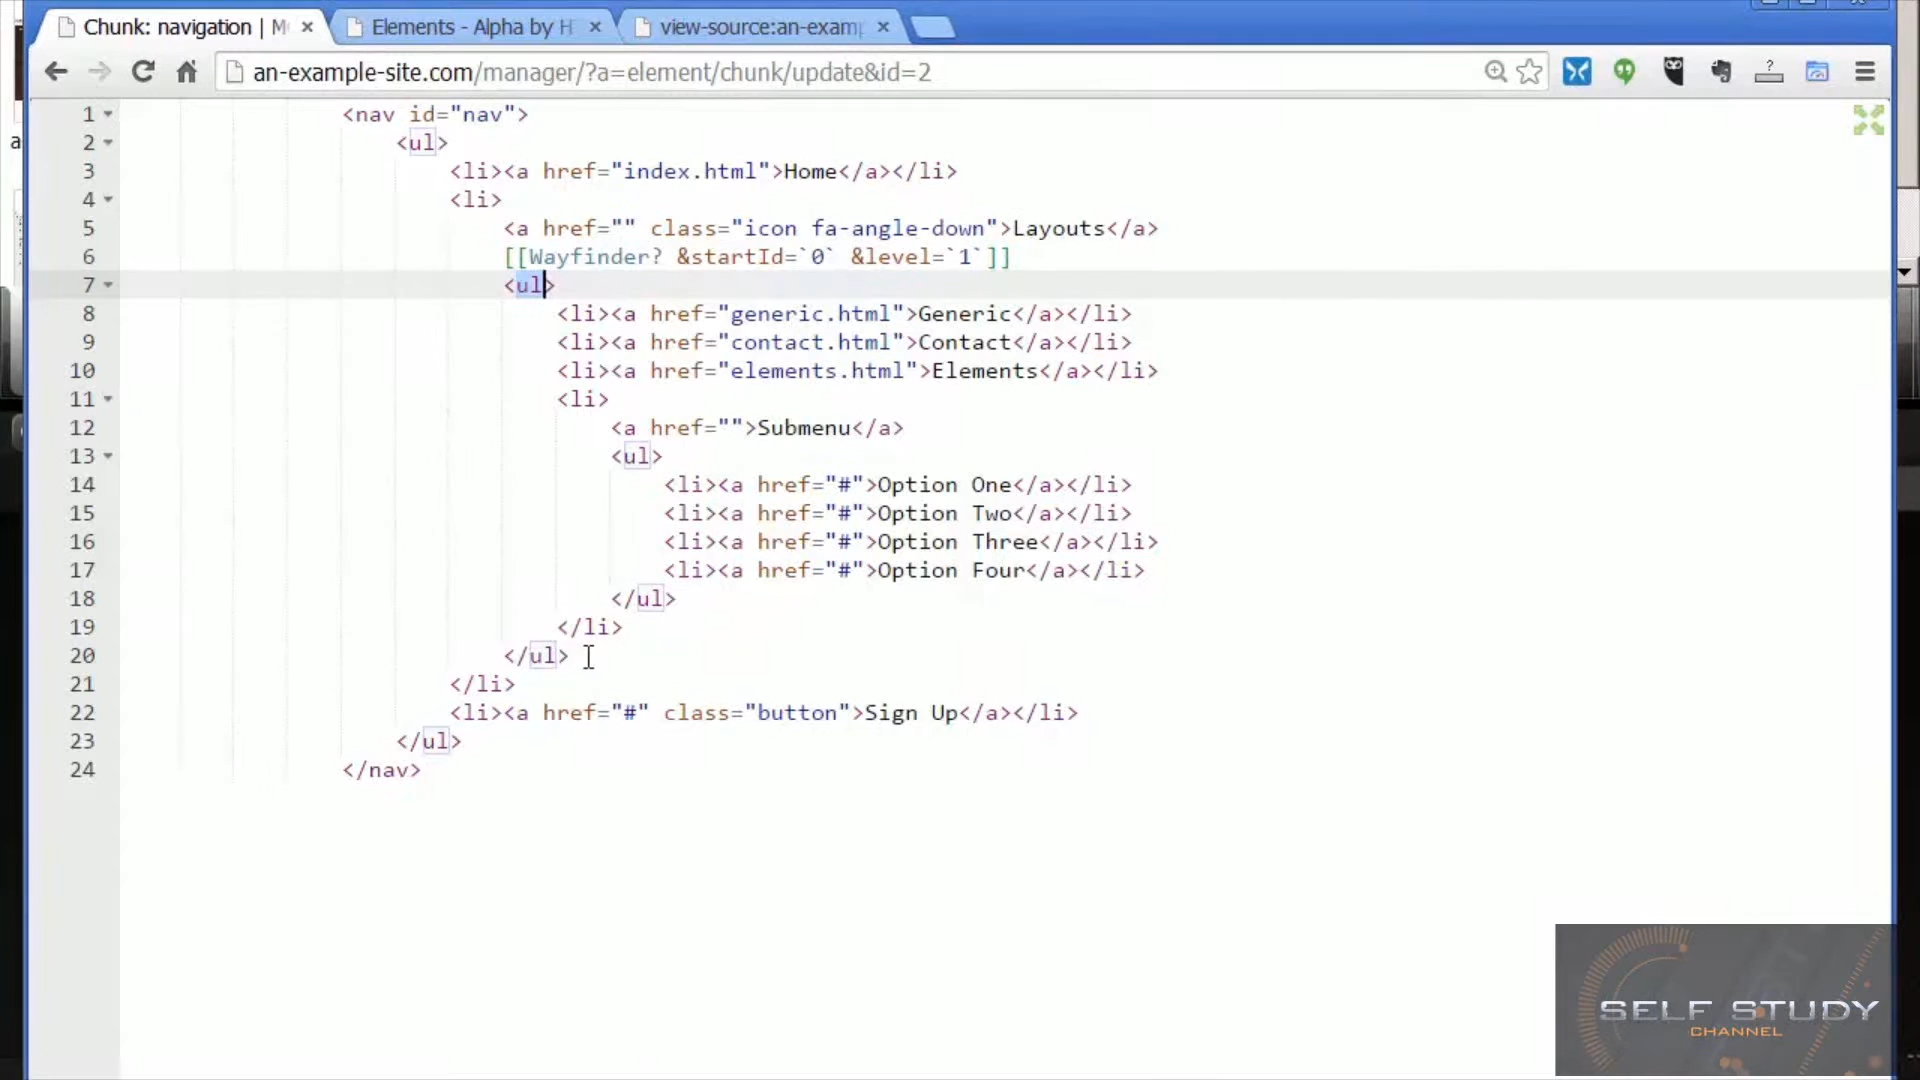 Chunk: navigation | M
Elements - Alpha by H
view-source:an-examp
an-example-site.com/manager/?a=element/chunk/update&id=2
1 <nav id="nav">
2 <ul>
3 <li><a href="index.html">Home</a></li>
4 <li>
5 <a href="" class="icon fa-angle-down">Layouts</a>
6 [[Wayfinder? &startId=`0` &level=`1`]]
7 <ul>
8 <li><a href="generic.html">Generic</a></li>
9 <li><a href="contact.html">Contact</a></li>
10 <li><a href="elements.html">Elements</a></li>
11 <li>
12 <a href="">Submenu</a>
13 <ul>
14 <li><a href="#">Option One</a></li>
15 <li><a href="#">Option Two</a></li>
16 <li><a href="#">Option Three</a></li>
17 <li><a href="#">Option Four</a></li>
18 </ul>
19 </li>
20 </ul>
21 </li>
22 <li><a href="#" class="button">Sign Up</a></li>
23 </ul>
24 </nav>
SELF STUDY
CHANNEL